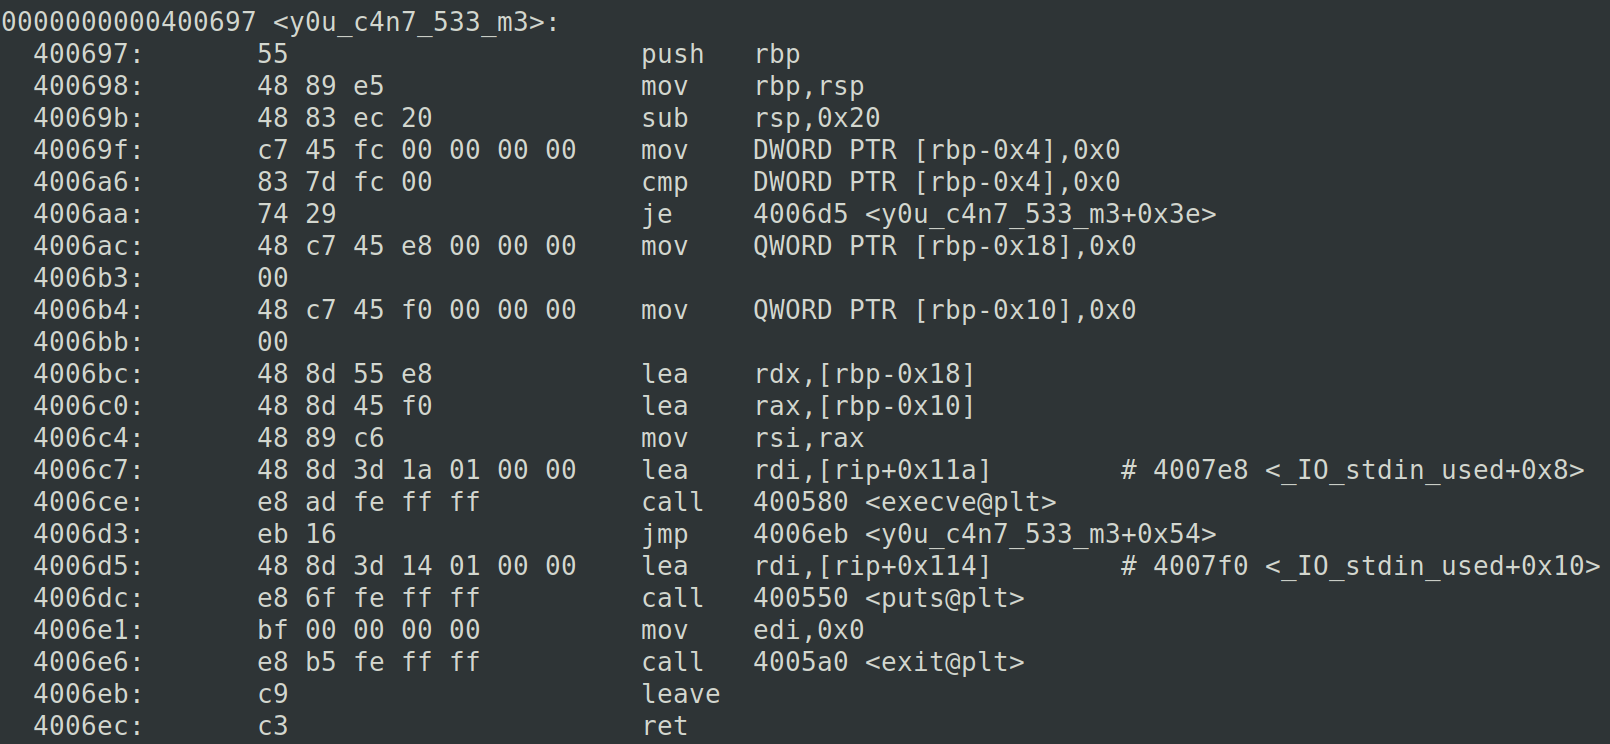 0000000000400697 <y0u_c4n7_533_m3>:
  400697:       55                      push   rbp
  400698:       48 89 e5                mov    rbp,rsp
  40069b:       48 83 ec 20             sub    rsp,0x20
  40069f:       c7 45 fc 00 00 00 00    mov    DWORD PTR [rbp-0x4],0x0
  4006a6:       83 7d fc 00             cmp    DWORD PTR [rbp-0x4],0x0
  4006aa:       74 29                   je     4006d5 <y0u_c4n7_533_m3+0x3e>
  4006ac:       48 c7 45 e8 00 00 00    mov    QWORD PTR [rbp-0x18],0x0
  4006b3:       00
  4006b4:       48 c7 45 f0 00 00 00    mov    QWORD PTR [rbp-0x10],0x0
  4006bb:       00
  4006bc:       48 8d 55 e8             lea    rdx,[rbp-0x18]
  4006c0:       48 8d 45 f0             lea    rax,[rbp-0x10]
  4006c4:       48 89 c6                mov    rsi,rax
  4006c7:       48 8d 3d 1a 01 00 00    lea    rdi,[rip+0x11a]        # 4007e8 <_IO_stdin_used+0x8>
  4006ce:       e8 ad fe ff ff          call   400580 <execve@plt>
  4006d3:       eb 16                   jmp    4006eb <y0u_c4n7_533_m3+0x54>
  4006d5:       48 8d 3d 14 01 00 00    lea    rdi,[rip+0x114]        # 4007f0 <_IO_stdin_used+0x10>
  4006dc:       e8 6f fe ff ff          call   400550 <puts@plt>
  4006e1:       bf 00 00 00 00          mov    edi,0x0
  4006e6:       e8 b5 fe ff ff          call   4005a0 <exit@plt>
  4006eb:       c9                      leave
  4006ec:       c3                      ret